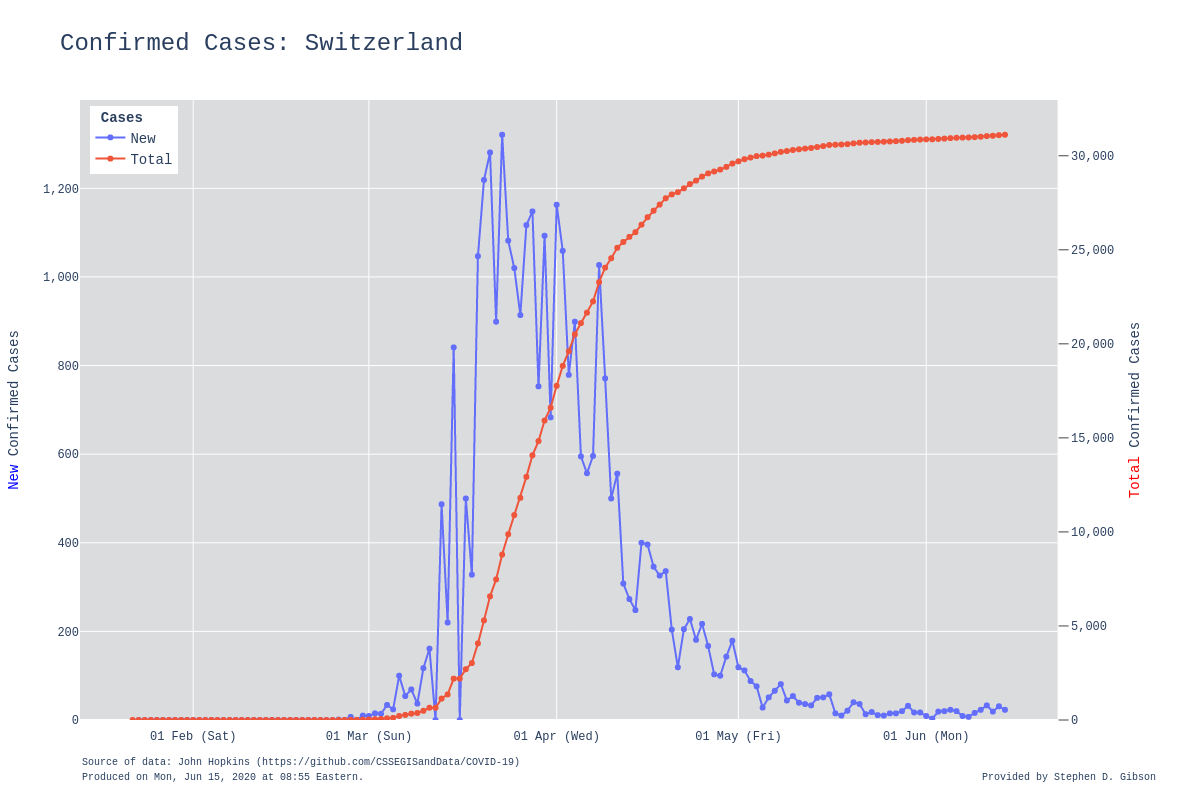 Confirmed Cases: Switzerland
Cases
New
Total
1,200
1,000
800
600
400
200
0
30,000
25,000
20,000
15,000
10,000
5,000
0
New Confirmed Cases
Total Confirmed Cases
01 Feb (Sat)
01 Mar (Sun)
01 Apr (Wed)
01 May (Fri)
01 Jun (Mon)
Source of data: John Hopkins (https://github.com/CSSEGISandData/COVID-19)
Produced on Mon, Jun 15, 2020 at 08:55 Eastern.
Provided by Stephen D. Gibson